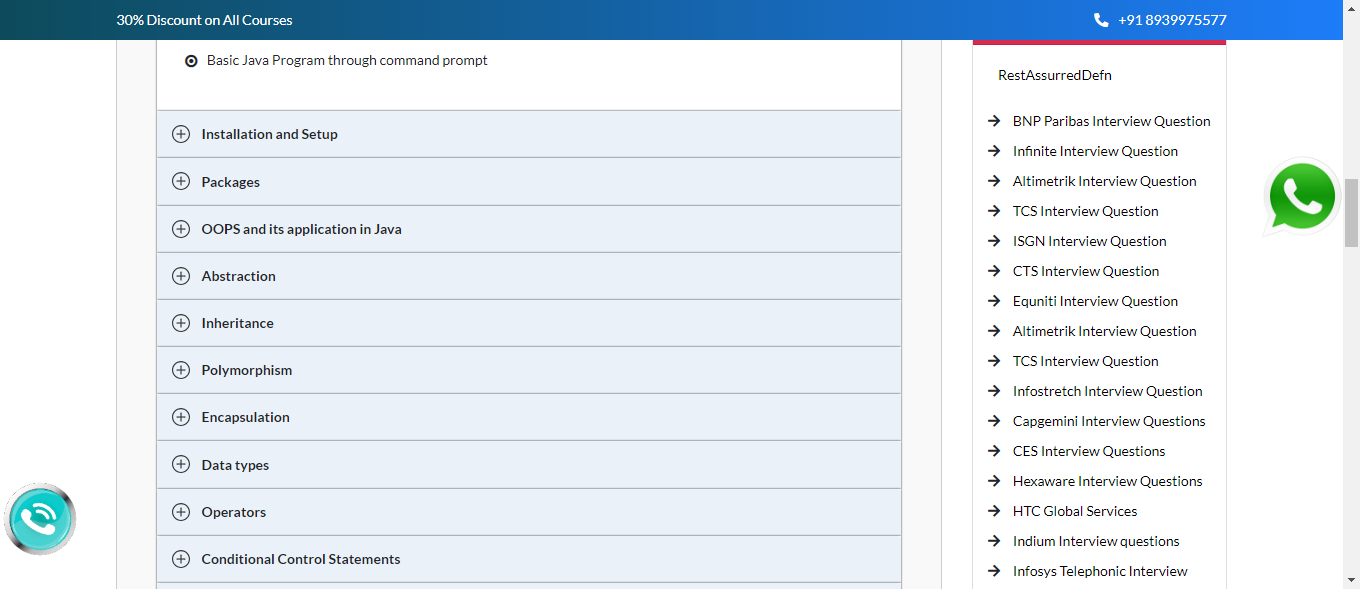 30% Discount on All Courses
+91 8939975577
Basic Java Program through command prompt
Installation and Setup
Packages
OOPS and its application in Java
Abstraction
Inheritance
Polymorphism
Encapsulation
Data types
Operators
Conditional Control Statements
RestAssurredDefn
BNP Paribas Interview Question
Infinite Interview Question
Altimetrik Interview Question
TCS Interview Question
ISGN Interview Question
CTS Interview Question
Equniti Interview Question
Altimetrik Interview Question
TCS Interview Question
Infostretch Interview Question
Capgemini Interview Questions
CES Interview Questions
Hexaware Interview Questions
HTC Global Services
Indium Interview questions
Infosys Telephonic Interview